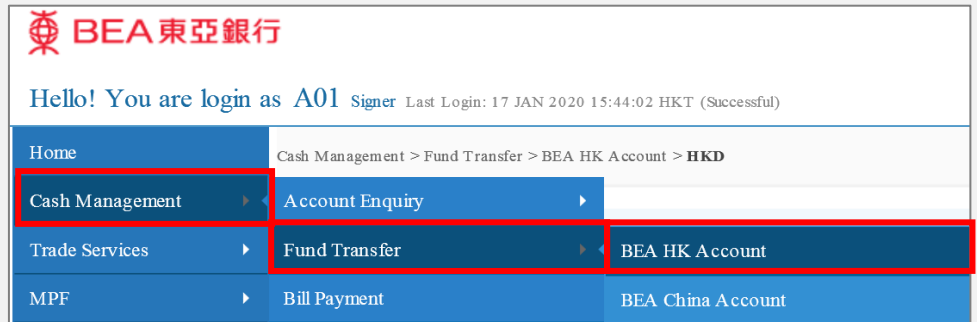 BEA東亞銀行
Hello! You are login as A01 Signer Last Login: 17 JAN 2020 15:44:02 HKT (Successful)
Home
Cash Management > Fund Transfer > BEA HK Account > HKD
Cash Management
Account Enquiry
Trade Services
Fund Transfer
BEA HK Account
MPF
Bill Payment
BEA China Account